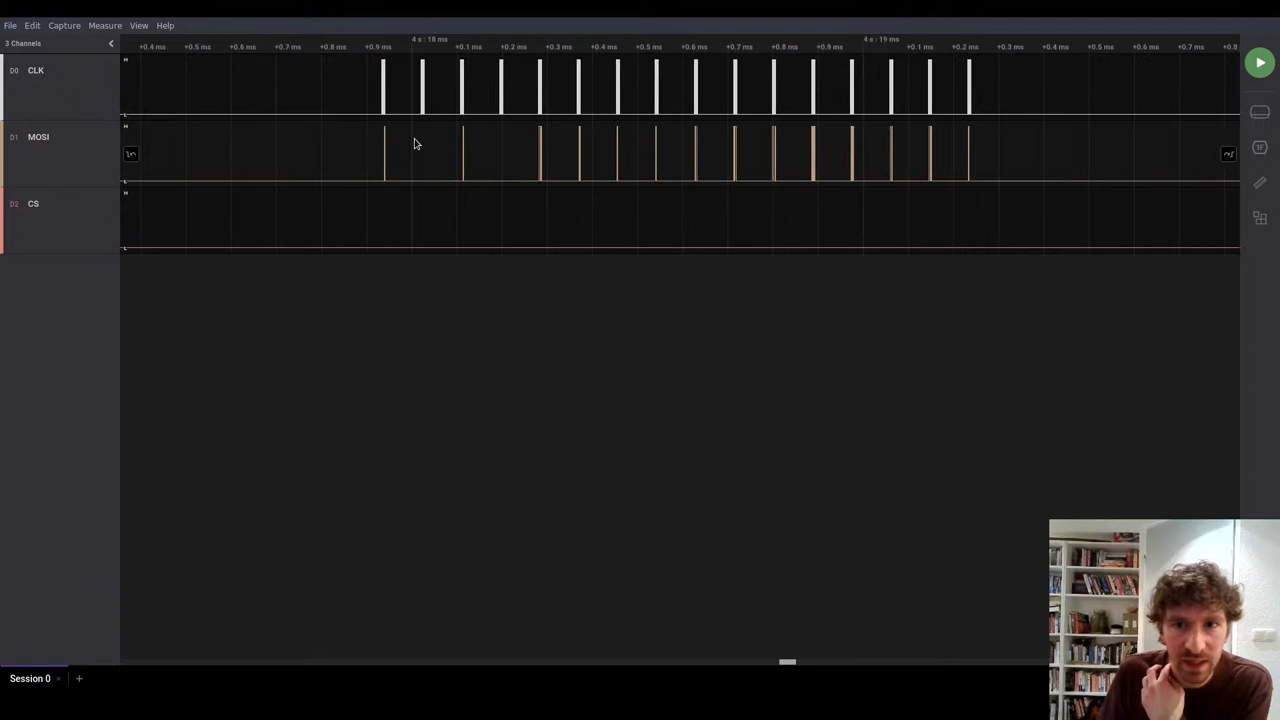 File Edit Capture Measure View Help
3 Channels
4 s : 18 ms 4 s : 19 ms
+0.4 ms +0.5 ms +0.6 ms +0.7 ms +0.8 ms +0.9 ms +0.1 ms +0.2 ms +0.3 ms +0.4 ms +0.5 ms +0.6 ms +0.7 ms +0.8 ms +0.9 ms +0.1 ms +0.2 ms +0.3 ms +0.4 ms +0.5 ms +0.6 ms +0.7 ms +0.8
D0 CLK
H
L
D1 MOSI
H
L
D2 CS
H
L
1F
Session 0